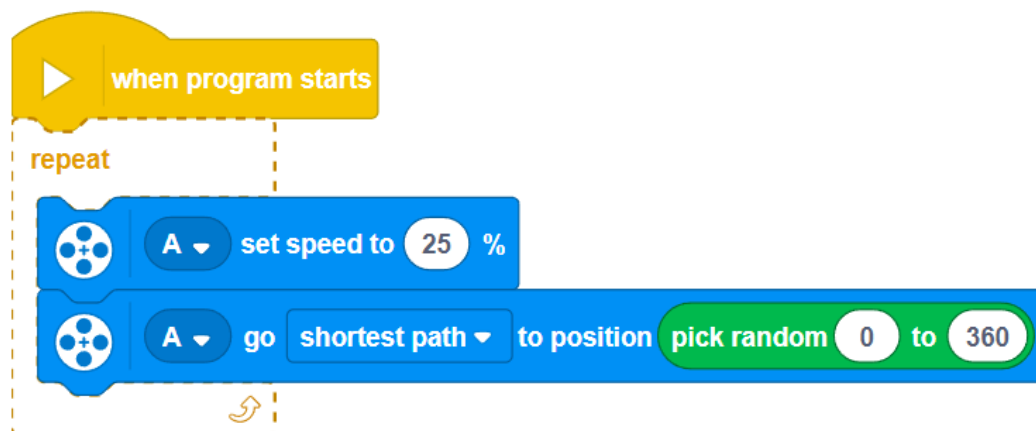 when program starts
repeat
A set speed to 25 %
A go shortest path to position pick random 0 to 360